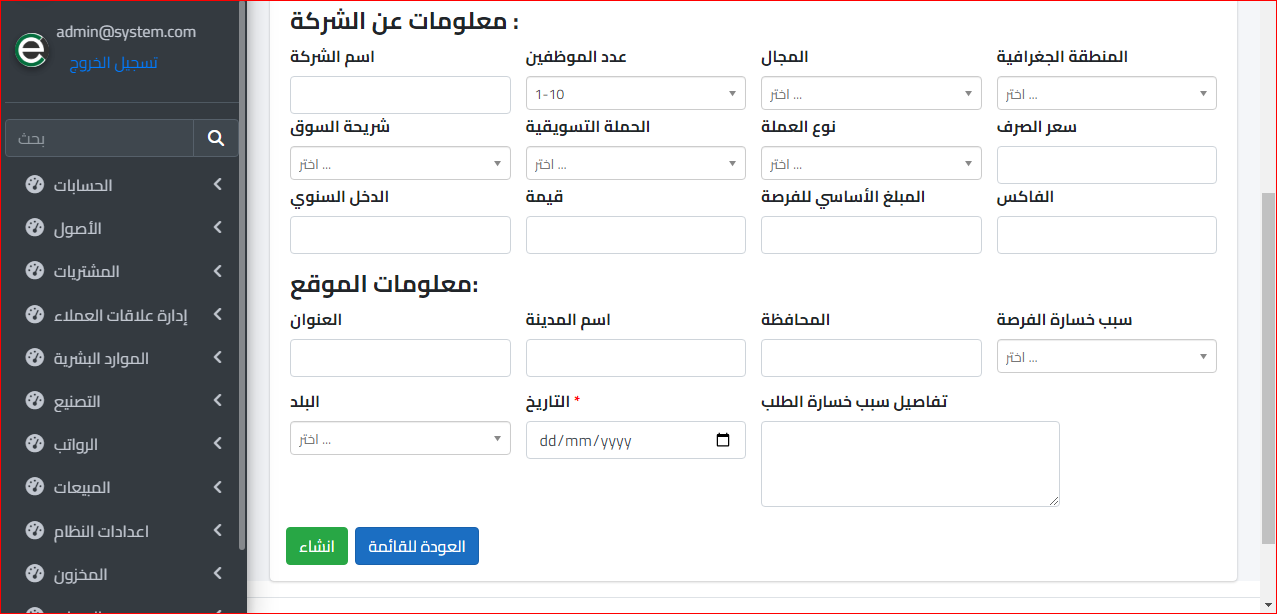 admin@system.com
تسجيل الخروج
بحث
الحسابات
الأصول
المشتريات
إدارة علاقات العملاء
الموارد البشرية
التصنيع
الرواتب
المبيعات
اعدادات النظام
المخزون
معلومات عن الشركة :
اسم الشركة
عدد الموظفين
المجال
المنطقة الجغرافية
1-10
اختر ...
اختر ...
شريحة السوق
الحملة التسويقية
نوع العملة
سعر الصرف
اختر ...
اختر ...
اختر ...
الدخل السنوي
قيمة
المبلغ الأساسي للفرصة
الفاكس
معلومات الموقع:
العنوان
اسم المدينة
المحافظة
سبب خسارة الفرصة
اختر ...
البلد
التاريخ *
تفاصيل سبب خسارة الطلب
اختر ...
dd/mm/yyyy
انشاء
العودة للقائمة